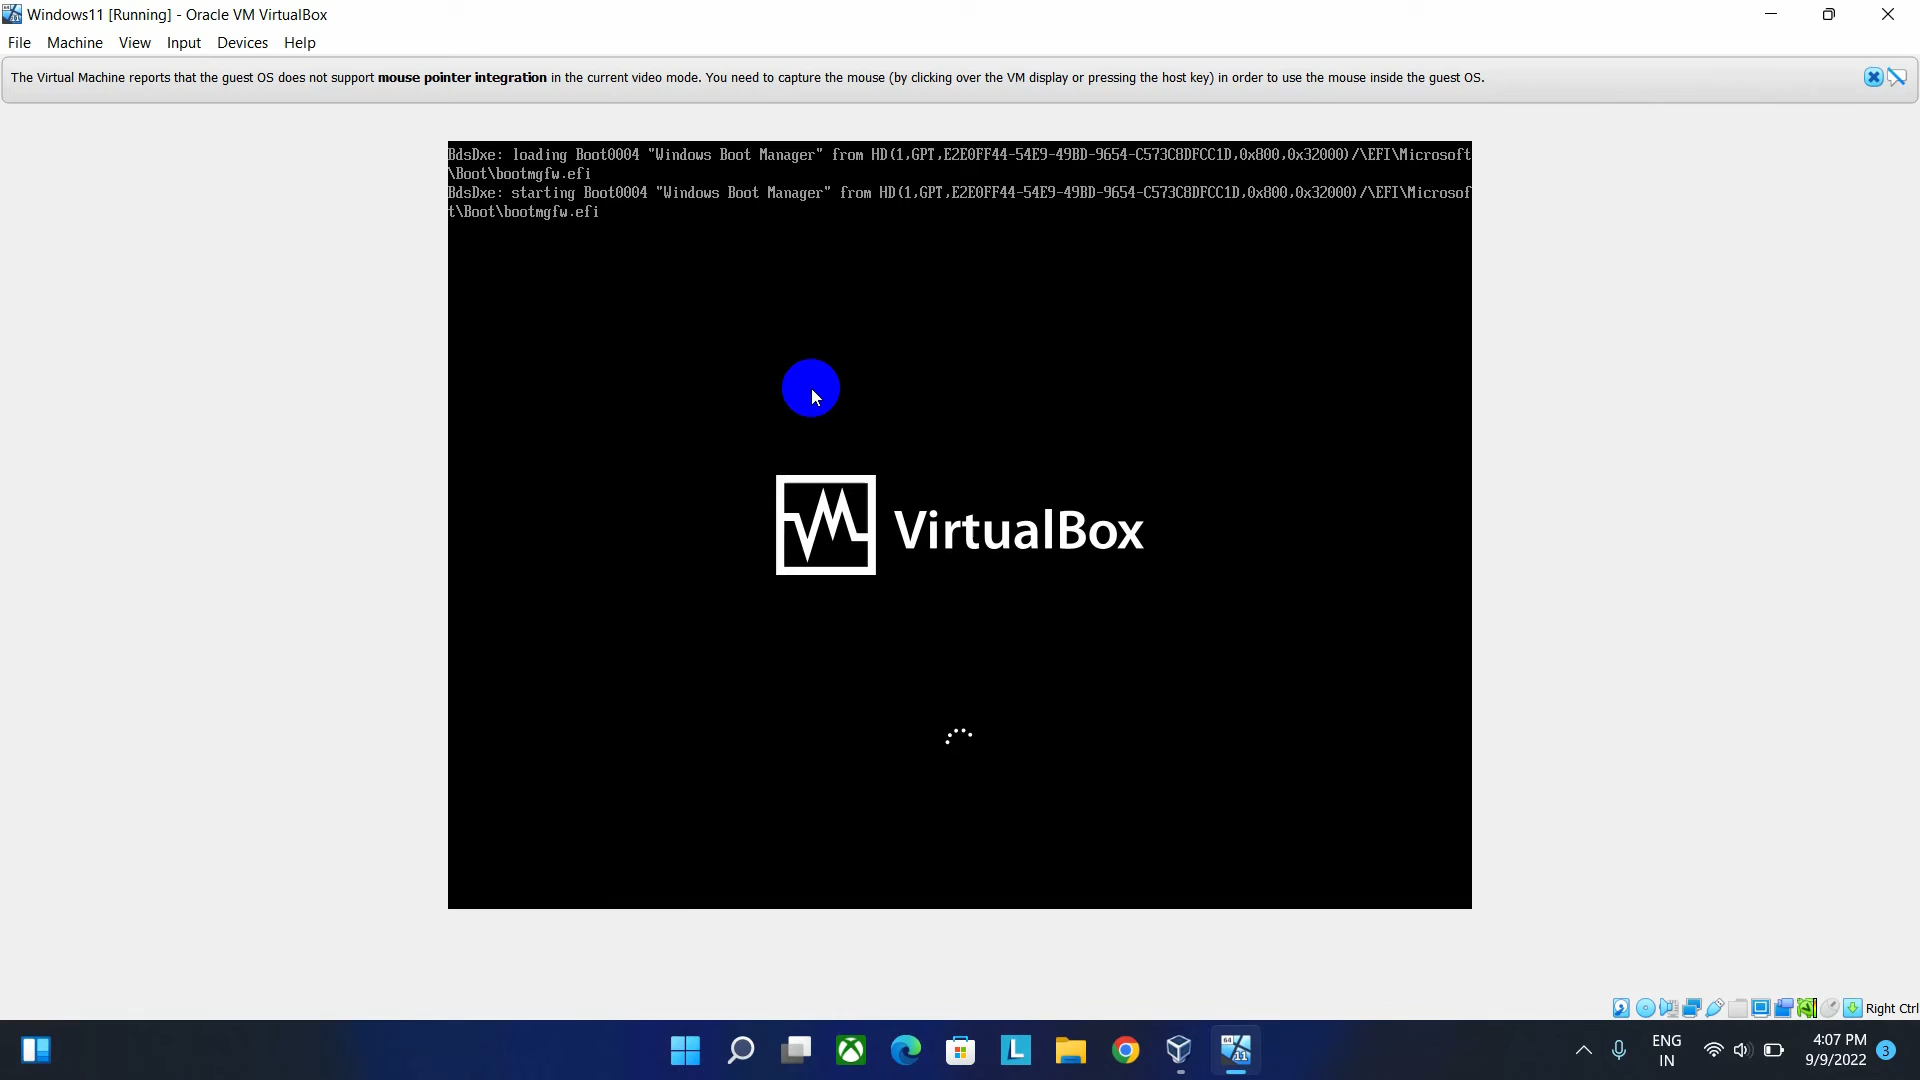 Windows11 [Running] - Oracle VM VirtualBox
File Machine View Input Devices Help
The Virtual Machine reports that the guest OS does not support mouse pointer integration in the current video mode. You need to capture the mouse (by clicking over the VM display or pressing the host key) in order to use the mouse inside the guest OS.
BdsDxe: loading Boot0004 "Windows Boot Manager" from HD(1,GPT,E2E0FF44-54E9-49BD-9654-C573C8DFCC1D,0x800,0x32000)/\EFI\Microsoft
\Boot\bootmgfw.efi
BdsDxe: starting Boot0004 "Windows Boot Manager" from HD(1,GPT,E2E0FF44-54E9-49BD-9654-C573C8DFCC1D,0x800,0x32000)/\EFI\Microsof
t\Boot\bootmgfw.efi
VirtualBox
Right Ctrl
ENG
IN
4:07 PM
9/9/2022
3